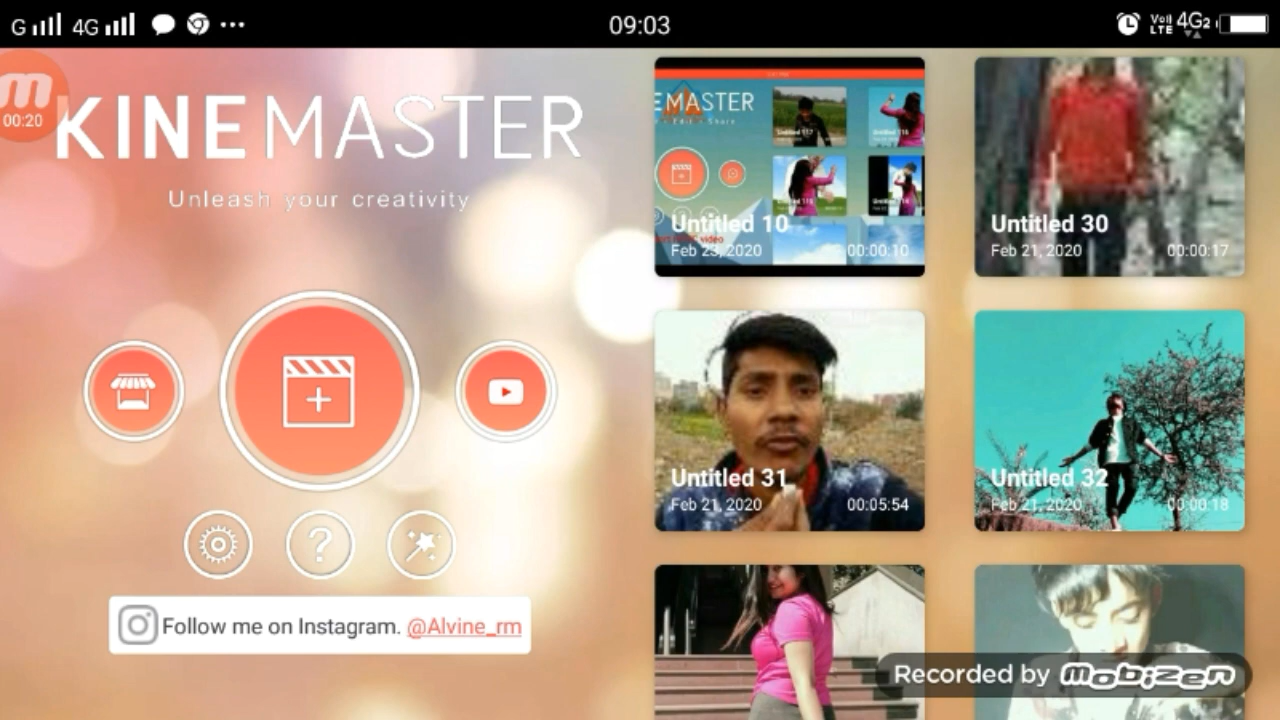 G 4G 09:03 Voll LTE 4G2
m
00:20
KINEMASTER
Unleash your creativity
Follow me on Instagram. @Alvine_rm
EMASTER
Untitled 10
Feb 23, 2020 00:00:10
Untitled 30
Feb 21, 2020 00:00:17
Untitled 31
Feb 21, 2020 00:05:54
Untitled 32
Feb 21, 2020 00:00:18
Recorded by mobizen